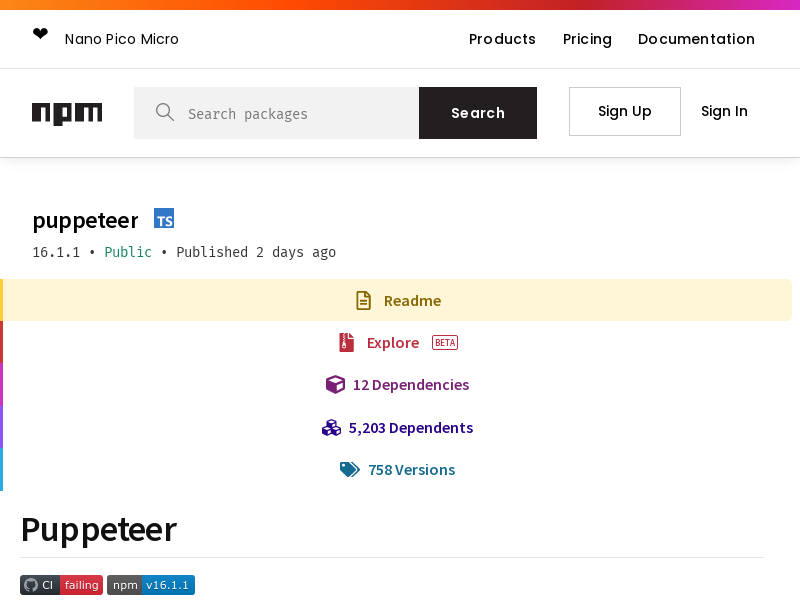 ❤ Nano Pico Micro Products Pricing Documentation
npm Search packages Search Sign Up Sign In
puppeteer TS
16.1.1 • Public • Published 2 days ago
Readme
Explore BETA
12 Dependencies
5,203 Dependents
758 Versions
Puppeteer
CI failing npm v16.1.1